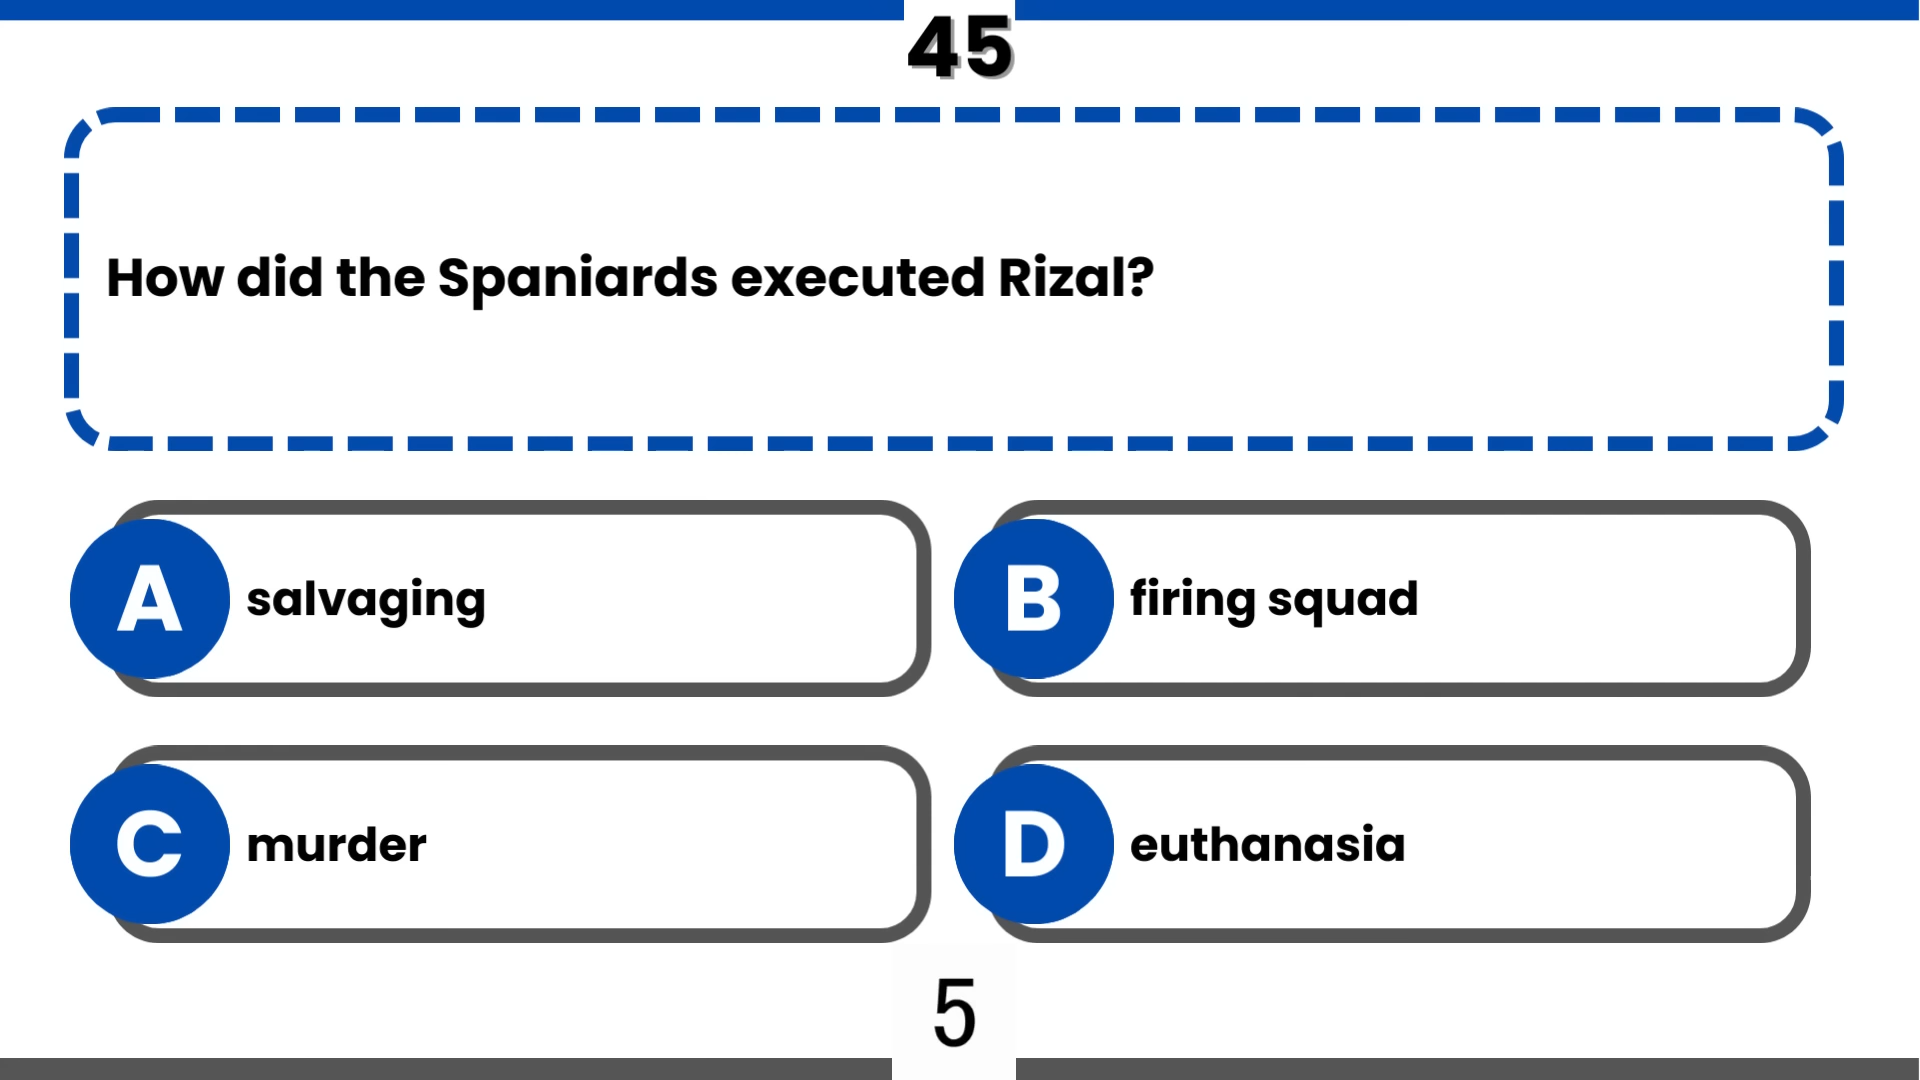 45
How did the Spaniards executed Rizal?
A salvaging
B firing squad
C murder
D euthanasia
5